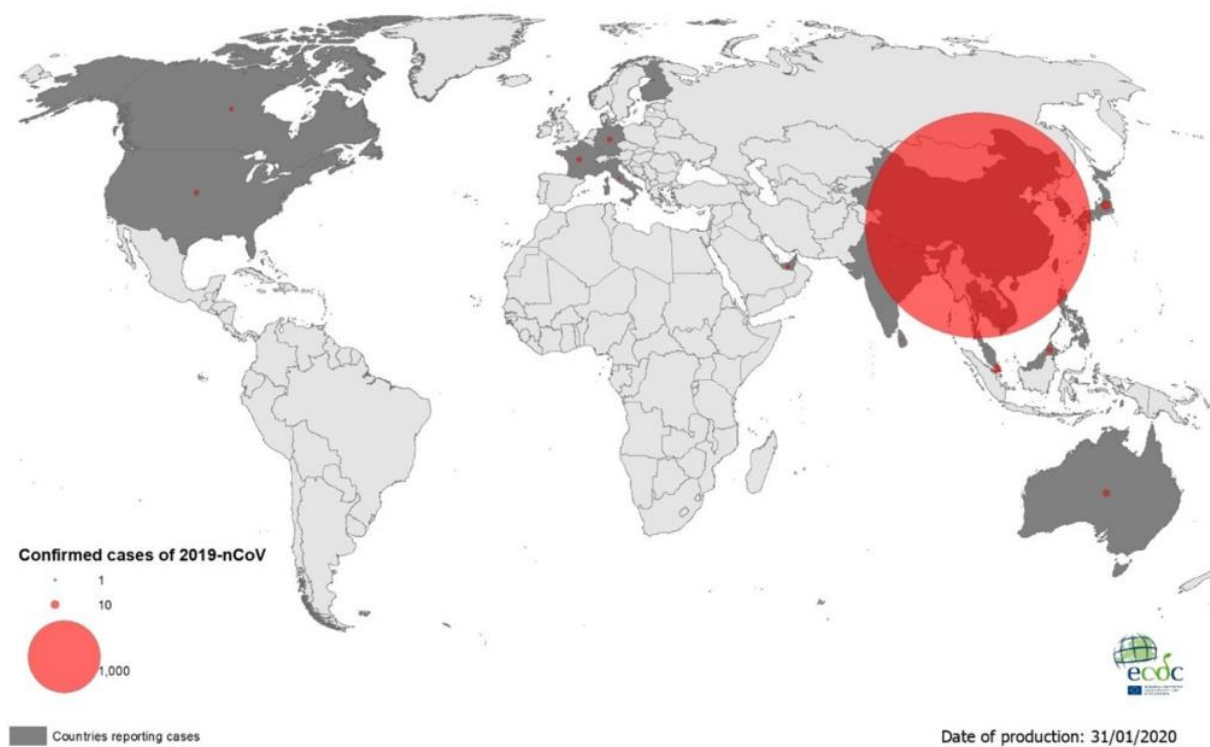 Confirmed cases of 2019-nCoV
1
10
1,000
Countries reporting cases
ecdc
Date of production: 31/01/2020